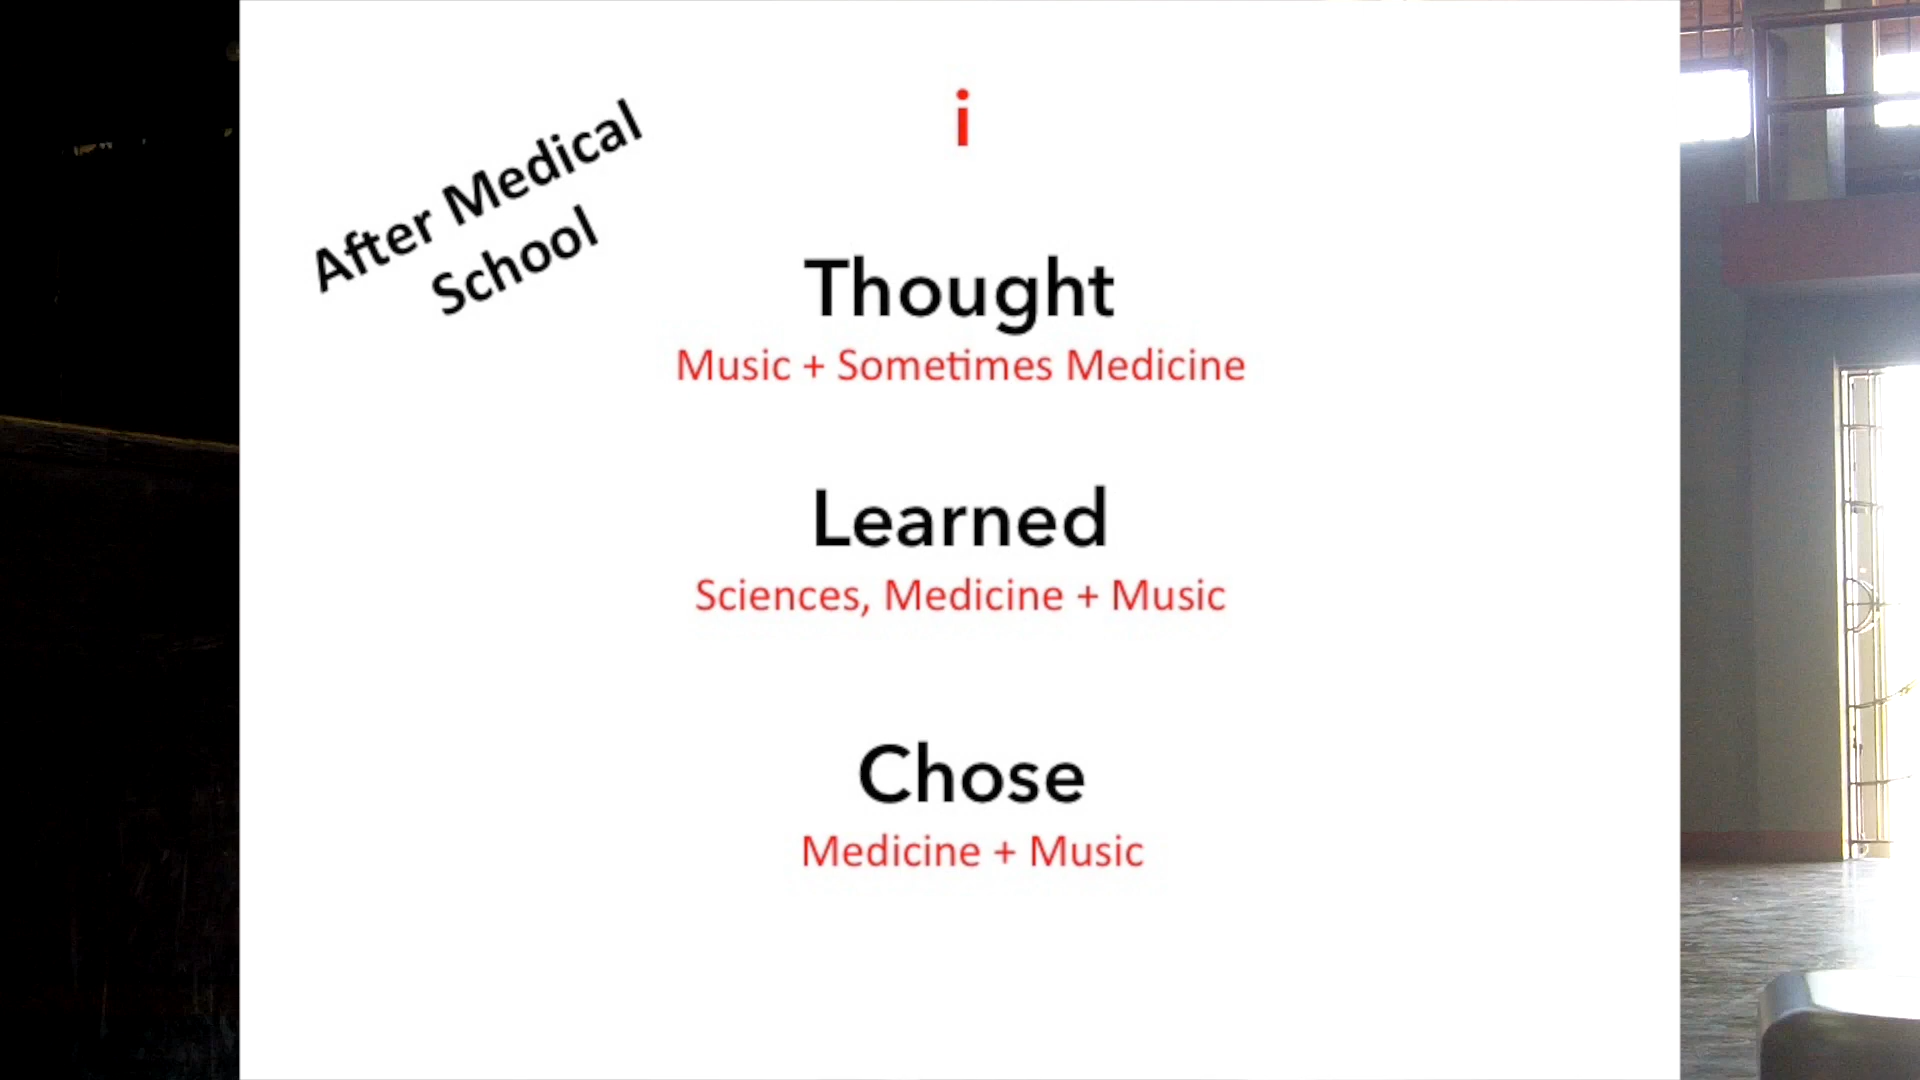 After Medical
School
i
Thought
Music + Sometimes Medicine
Learned
Sciences, Medicine + Music
Chose
Medicine + Music